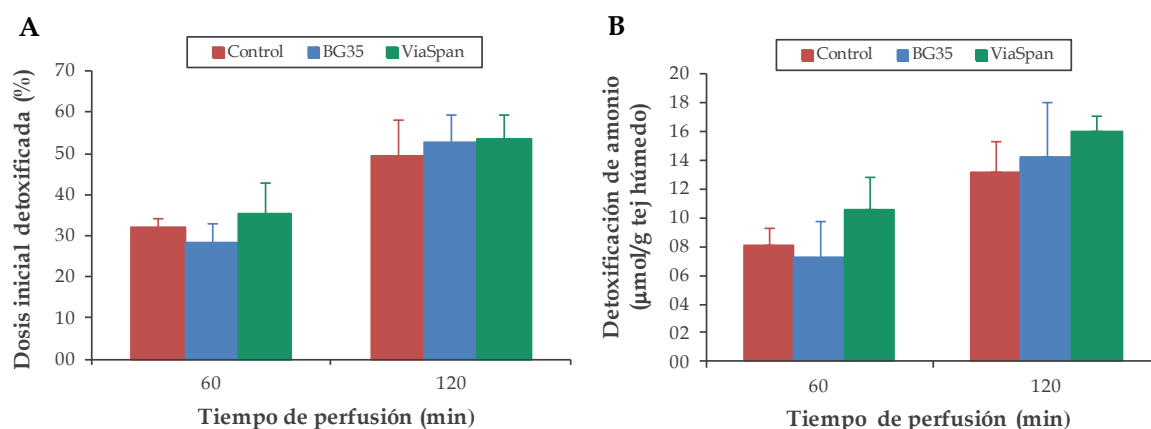 A
Control BG35 ViaSpan
Dosis inicial detoxificada (%)
70
60
50
40
30
20
10
00
60 120
Tiempo de perfusión (min)
B
Control BG35 ViaSpan
Detoxificación de amonio
(µmol/g tej húmedo)
20
18
16
14
12
10
08
06
04
02
00
60 120
Tiempo de perfusión (min)